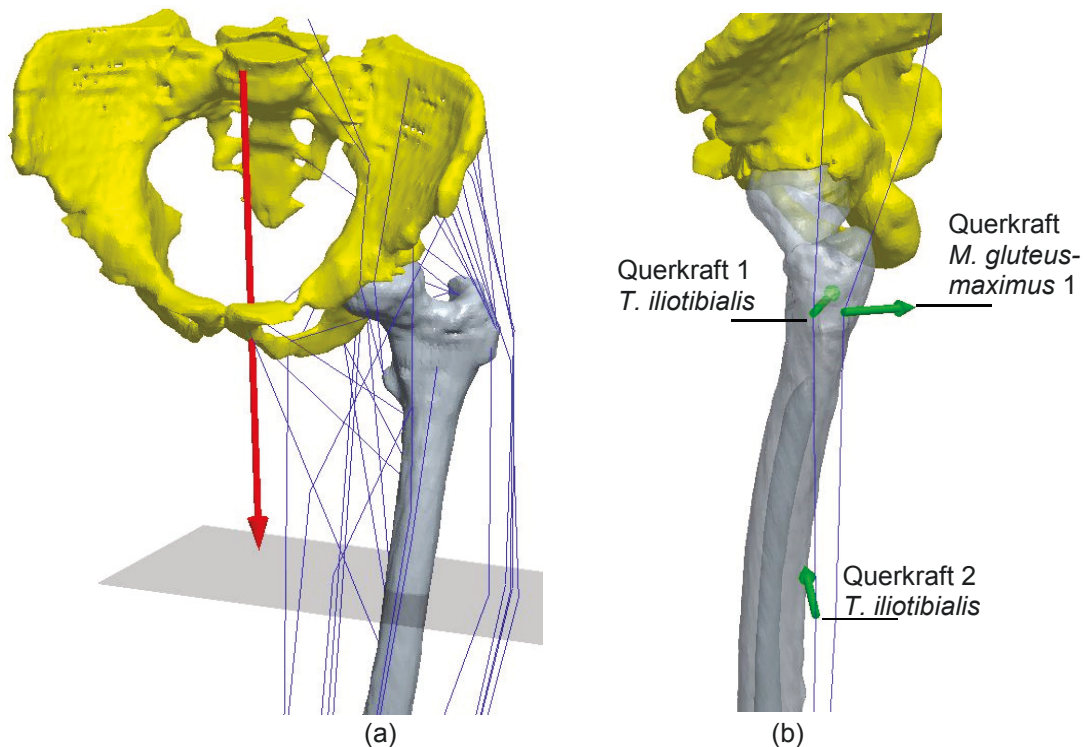 Querkraft 1
T. iliotibialis
Querkraft
M. gluteus-
maximus 1
Querkraft 2
T. iliotibialis
(a)
(b)